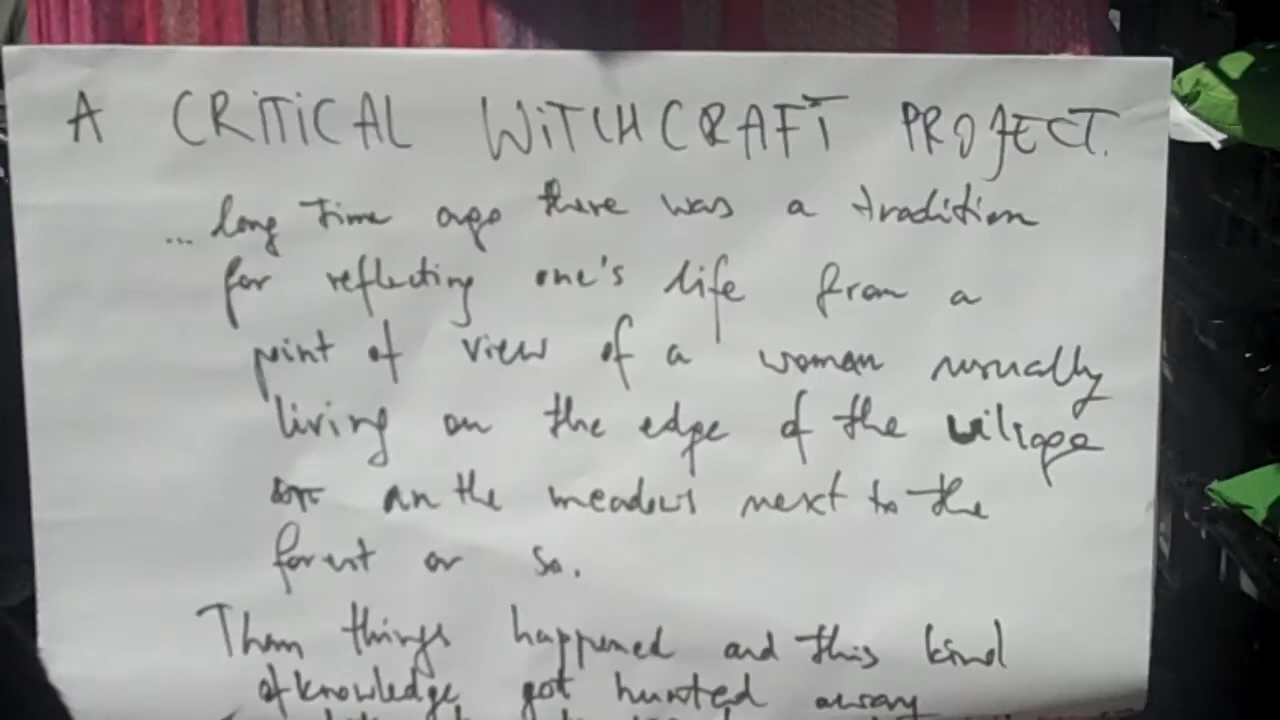 A CRiTiCAL WiTCHCRAFT PROJECT.
... long Time ago there was a tradition
for reflecting one's life from a
point of view of a woman usually
living on the edge of the village
on the meadows next to the
forest or so.
Then things happened and this kind
of knowledge got hunted away